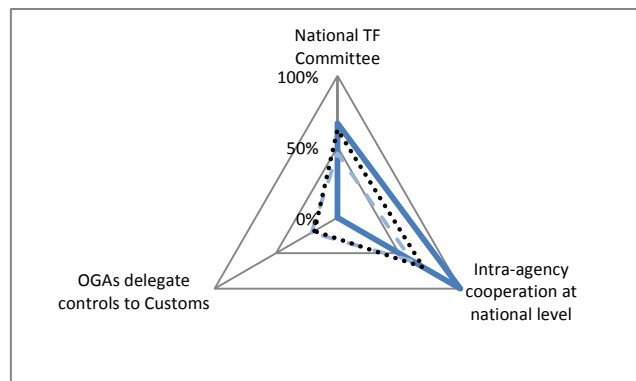 National TF
Committee
100%
50%
0%
OGAs delegate
controls to Customs
Intra-agency
cooperation at
national level